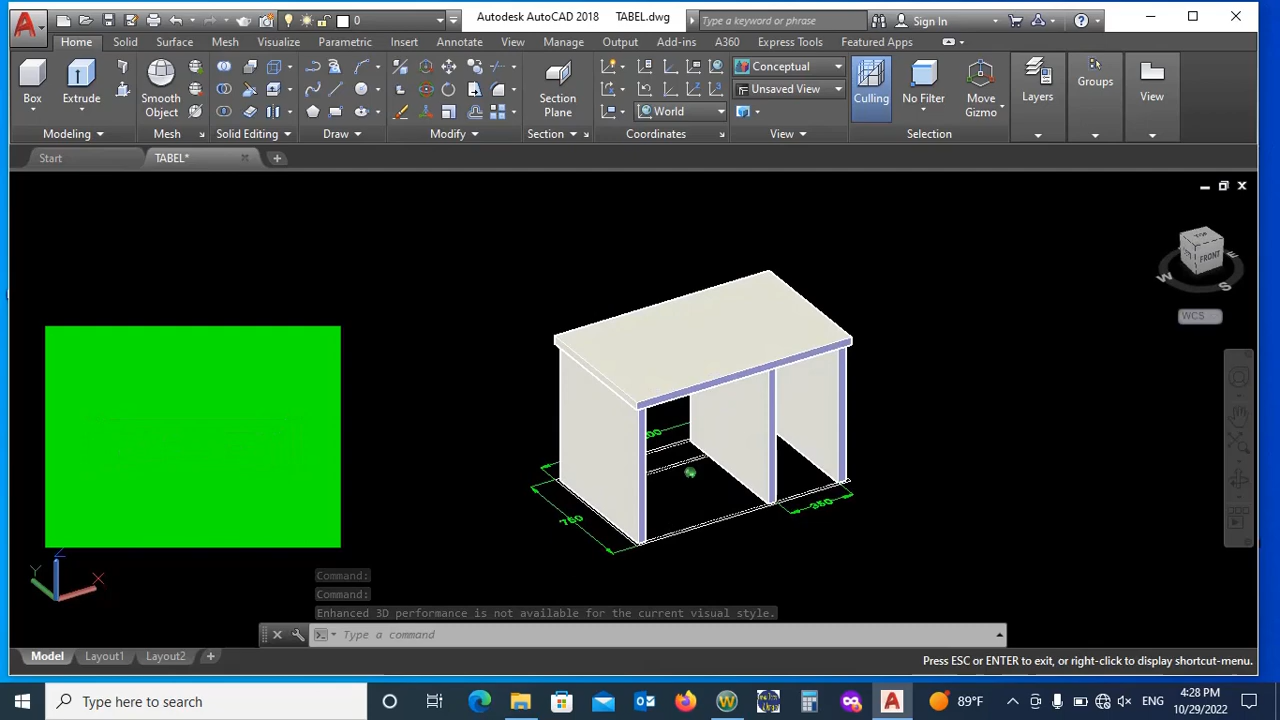 Autodesk AutoCAD 2018 TABEL.dwg
Type a keyword or phrase
Sign In
0
Home Solid Surface Mesh Visualize Parametric Insert Annotate View Manage Output Add-ins A360 Express Tools Featured Apps
Box
Extrude
Smooth
Object
Section
Plane
Conceptual
Unsaved View
World
Culling
No Filter
Move
Gizmo
Layers
Groups
View
Modeling
Mesh
Solid Editing
Draw
Modify
Section
Coordinates
View
Selection
Start
TABEL*
TOP
FRONT
W
S
E
WCS
750
350
Z
Y
X
Command:
Command:
Enhanced 3D performance is not available for the current visual style.
Type a command
Model Layout1 Layout2
Press ESC or ENTER to exit, or right-click to display shortcut-menu.
Type here to search
89°F
ENG
4:28 PM
10/29/2022